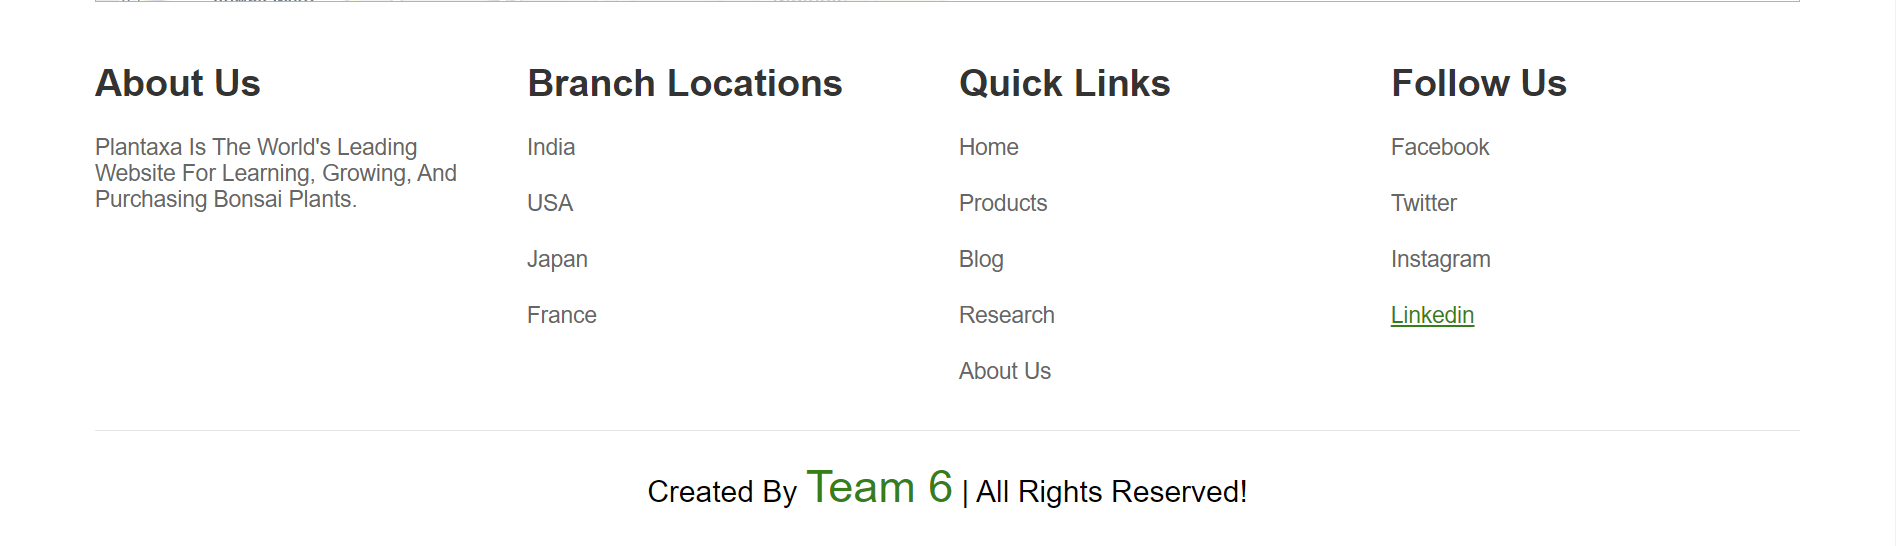 About Us
Plantaxa Is The World's Leading
Website For Learning, Growing, And
Purchasing Bonsai Plants.
Branch Locations
India
USA
Japan
France
Quick Links
Home
Products
Blog
Research
About Us
Follow Us
Facebook
Twitter
Instagram
Linkedin
Created By Team 6 | All Rights Reserved!